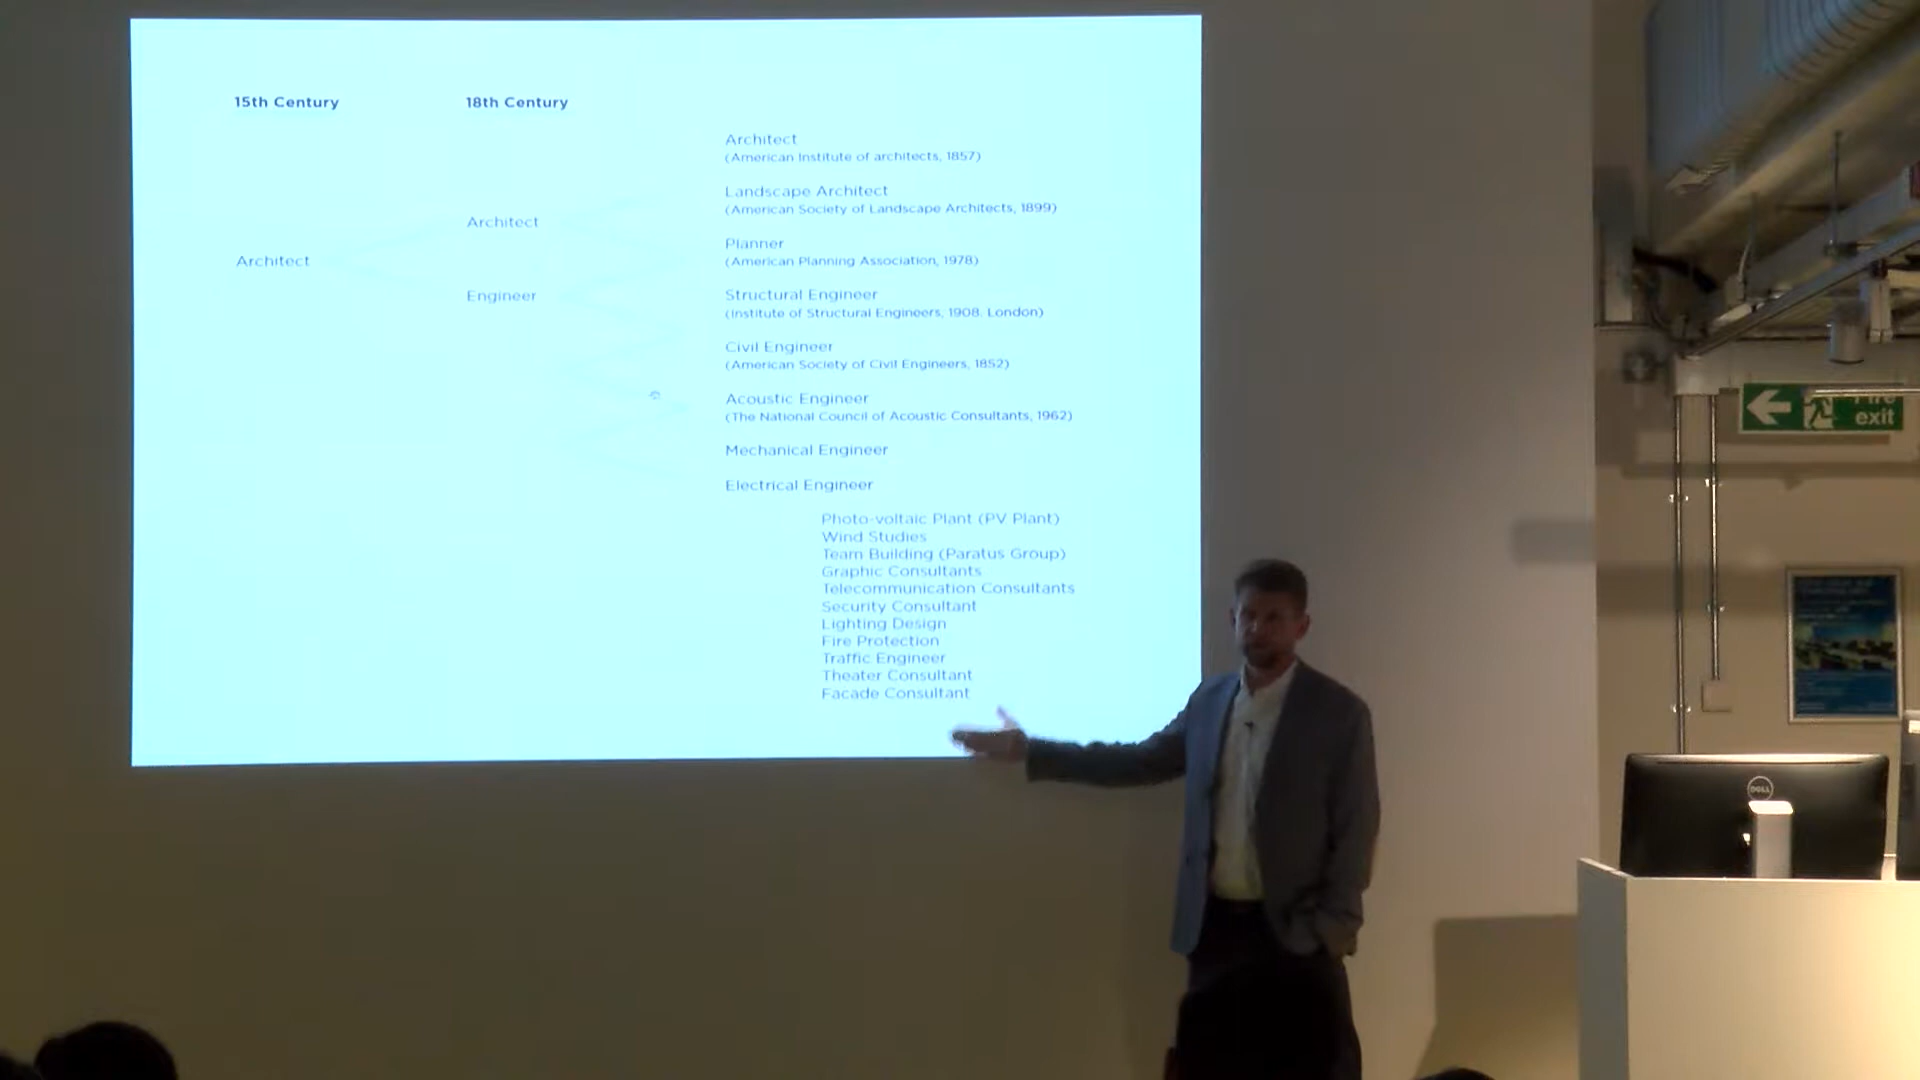 15th Century
18th Century
Architect
Architect
Engineer
Architect
(American Institute of architects, 1857)
Landscape Architect
(American Society of Landscape Architects, 1899)
Planner
(American Planning Association, 1978)
Structural Engineer
(Institute of Structural Engineers, 1908. London)
Civil Engineer
(American Society of Civil Engineers, 1852)
Acoustic Engineer
(The National Council of Acoustic Consultants, 1962)
Mechanical Engineer
Electrical Engineer
Photo-voltaic Plant (PV Plant)
Wind Studies
Team Building (Paratus Group)
Graphic Consultants
Telecommunication Consultants
Security Consultant
Lighting Design
Fire Protection
Traffic Engineer
Theater Consultant
Facade Consultant
Fire
exit
DELL